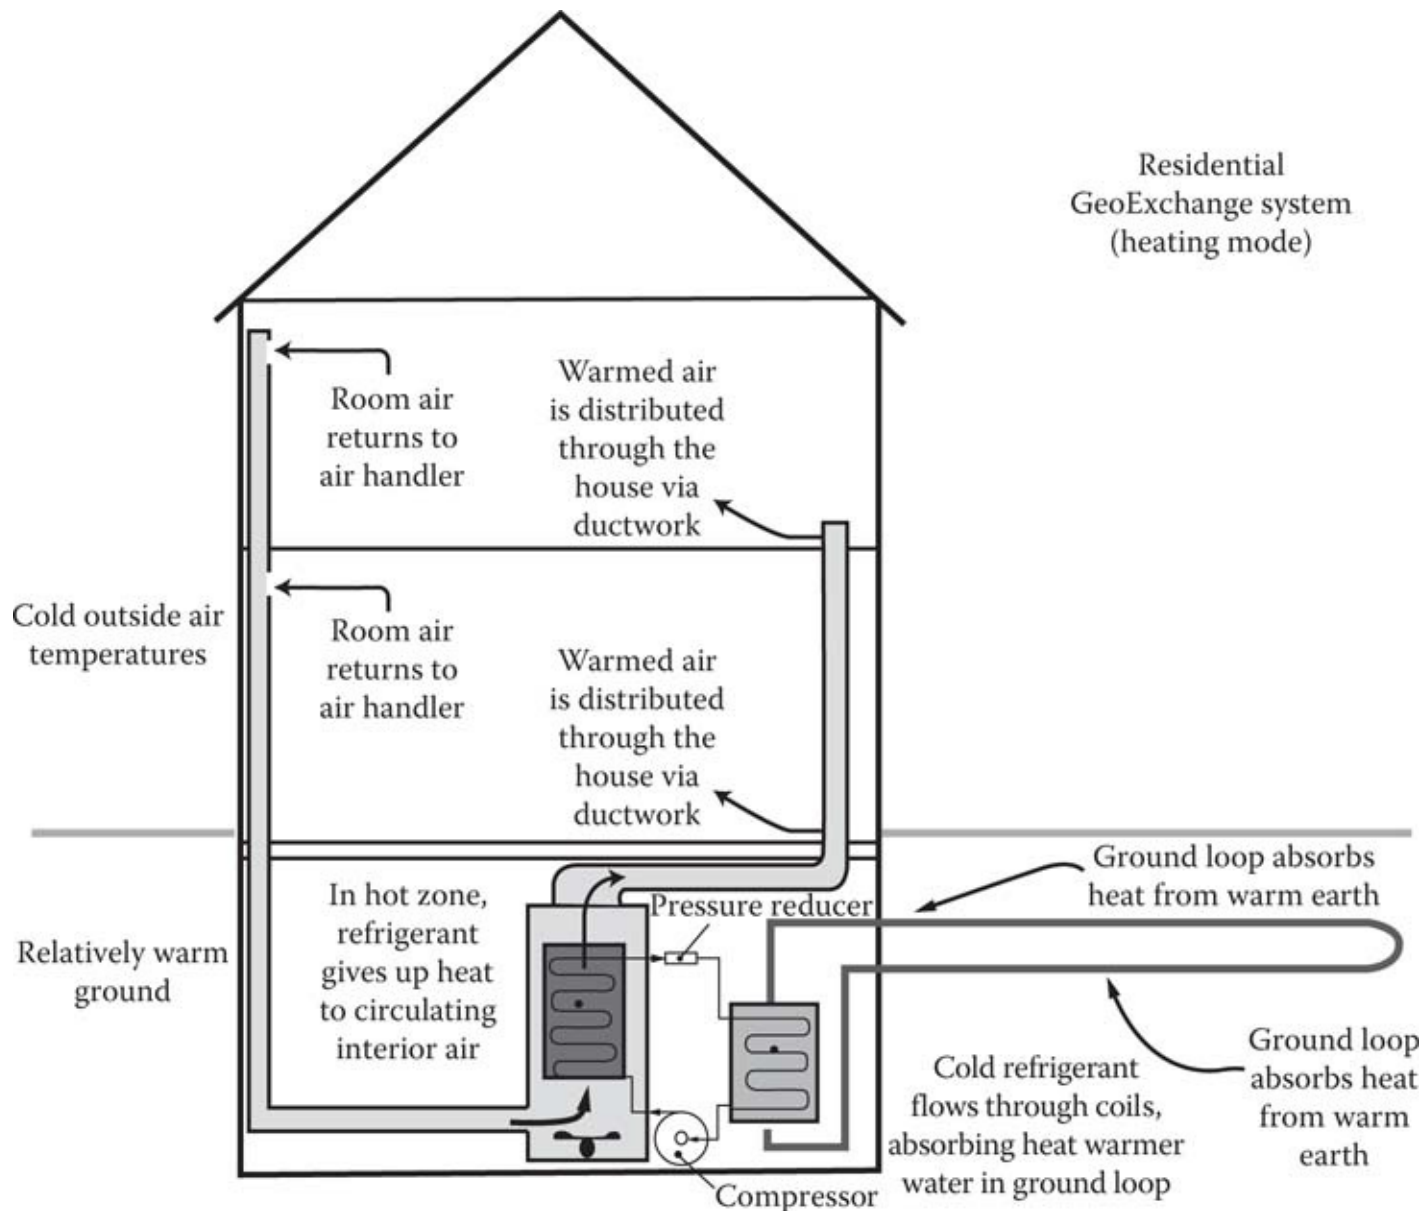 Residential
GeoExchange system
(heating mode)
Room air
returns to
air handler
Warmed air
is distributed
through the
house via
ductwork
Cold outside air
temperatures
Room air
returns to
air handler
Warmed air
is distributed
through the
house via
ductwork
Relatively warm
ground
In hot zone,
refrigerant
gives up heat
to circulating
interior air
Pressure reducer
Ground loop absorbs
heat from warm earth
Compressor
Cold refrigerant
flows through coils,
absorbing heat warmer
water in ground loop
Ground loop
absorbs heat
from warm
earth